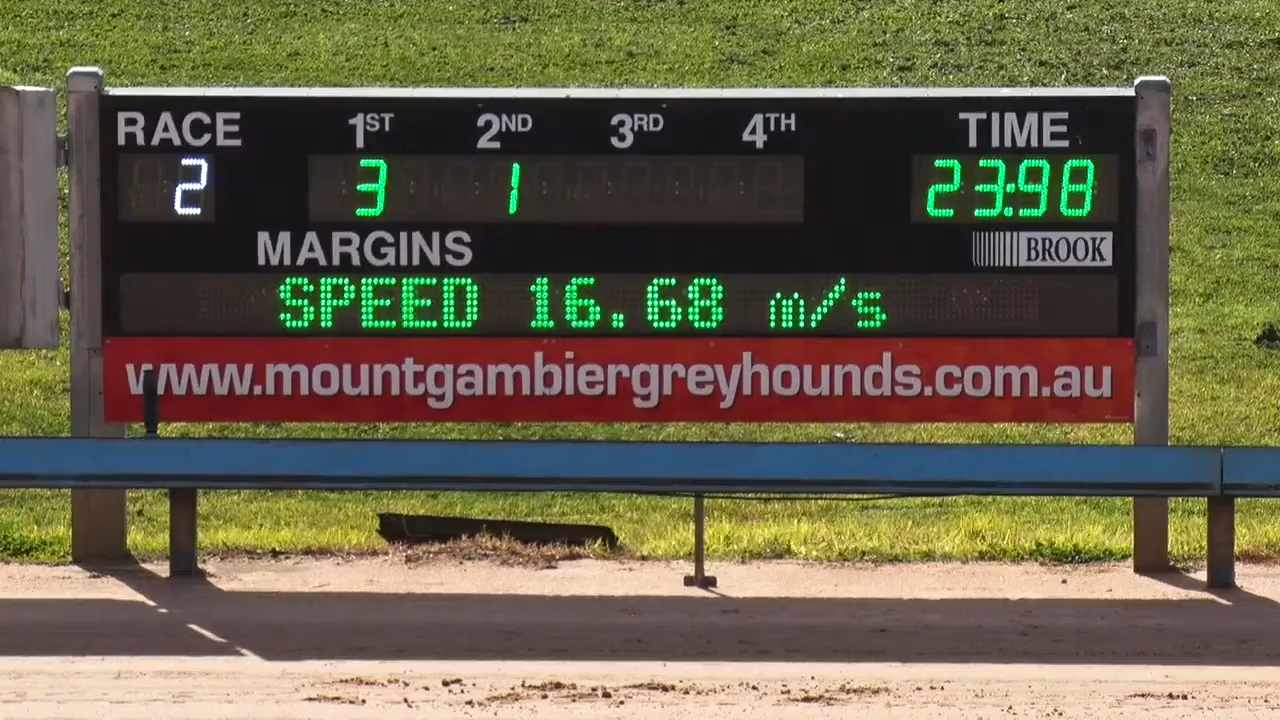 RACE 1ST 2ND 3RD 4TH TIME
2 3 1 23:98
MARGINS BROOK
SPEED 16.68 m/s
www.mountgambiergreyhounds.com.au